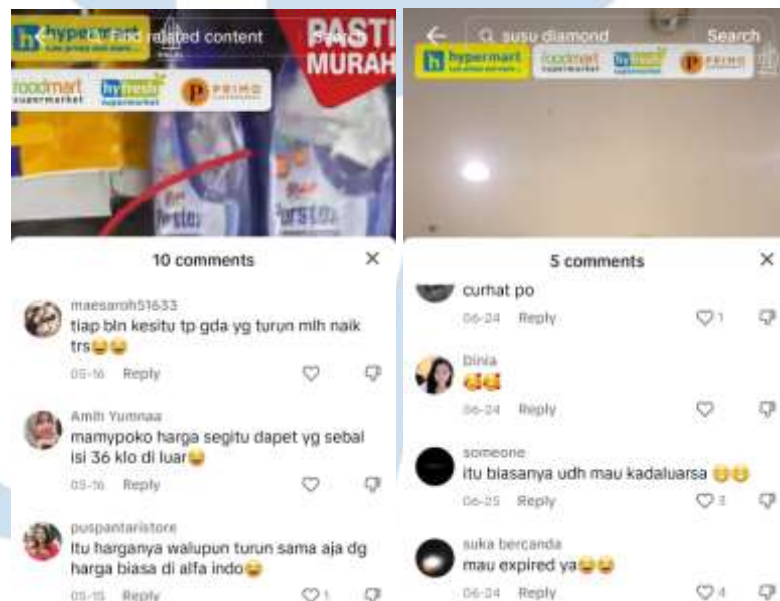 hypermart
Find related content
Search
PASTI
MURAH
foodmart
supermarket
hyfresh
supermarket
PRIMO
10 comments
maesaroh51633
tiap bln kesitu tp gda yg turun mlh naik
trs😂😂
05-16 Reply
Amih Yumnaa
mamypoko harga segitu dapet yg sebal
isi 36 klo di luar😂
05-16 Reply
puspantaristore
Itu harganya walupun turun sama aja dg
harga biasa di alfa indo😂
05-15 Reply 1
susu diamond
Search
hypermart
foodmart
supermarket
hyfresh
supermarket
PRIMO
5 comments
curhat po
06-24 Reply 1
Dinia
🥰🥰
06-24 Reply
someone
itu biasanya udh mau kadaluarsa 😁😁
06-25 Reply 3
suka bercanda
mau expired ya😂😂
06-24 Reply 4